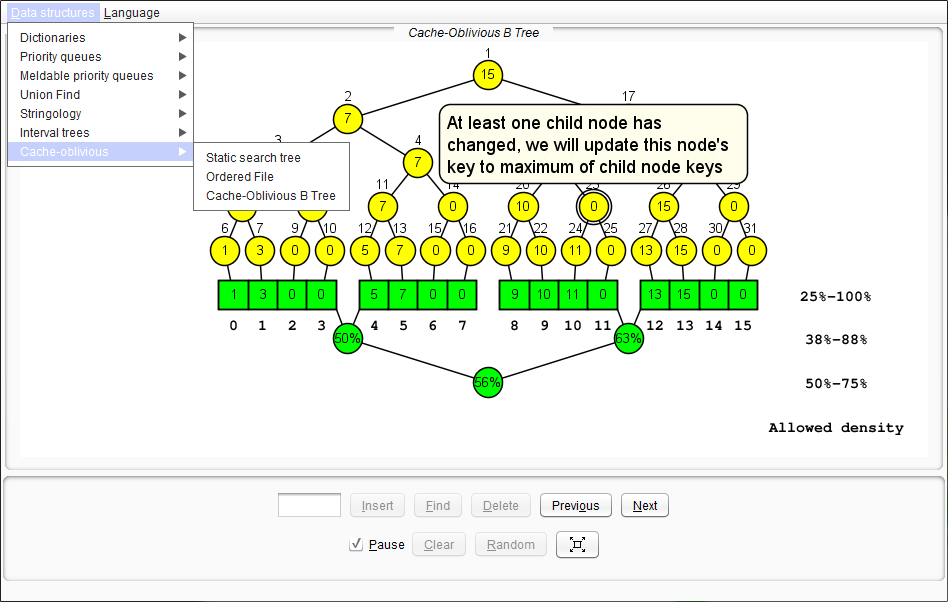 Data structures Language
Cache-Oblivious B Tree
Dictionaries
Priority queues
Meldable priority queues
Union Find
Stringology
Interval trees
Cache-oblivious
Static search tree
Ordered File
Cache-Oblivious B Tree
1
15
2
17
7
At least one child node has
changed, we will update this node's
key to maximum of child node keys
3
4
7
11
14
20
23
29
7
0
10
0
15
0
6 7 9 10 12 13 15 16 21 22 24 25 27 28 30 31
1 3 0 0 5 7 0 0 9 10 11 0 13 15 0 0
1 3 0 0 5 7 0 0 9 10 11 0 13 15 0 0
25%-100%
0 1 2 3 4 5 6 7 8 9 10 11 12 13 14 15
50% 63%
38%-88%
56%
50%-75%
Allowed density
Insert Find Delete Previous Next
Pause Clear Random